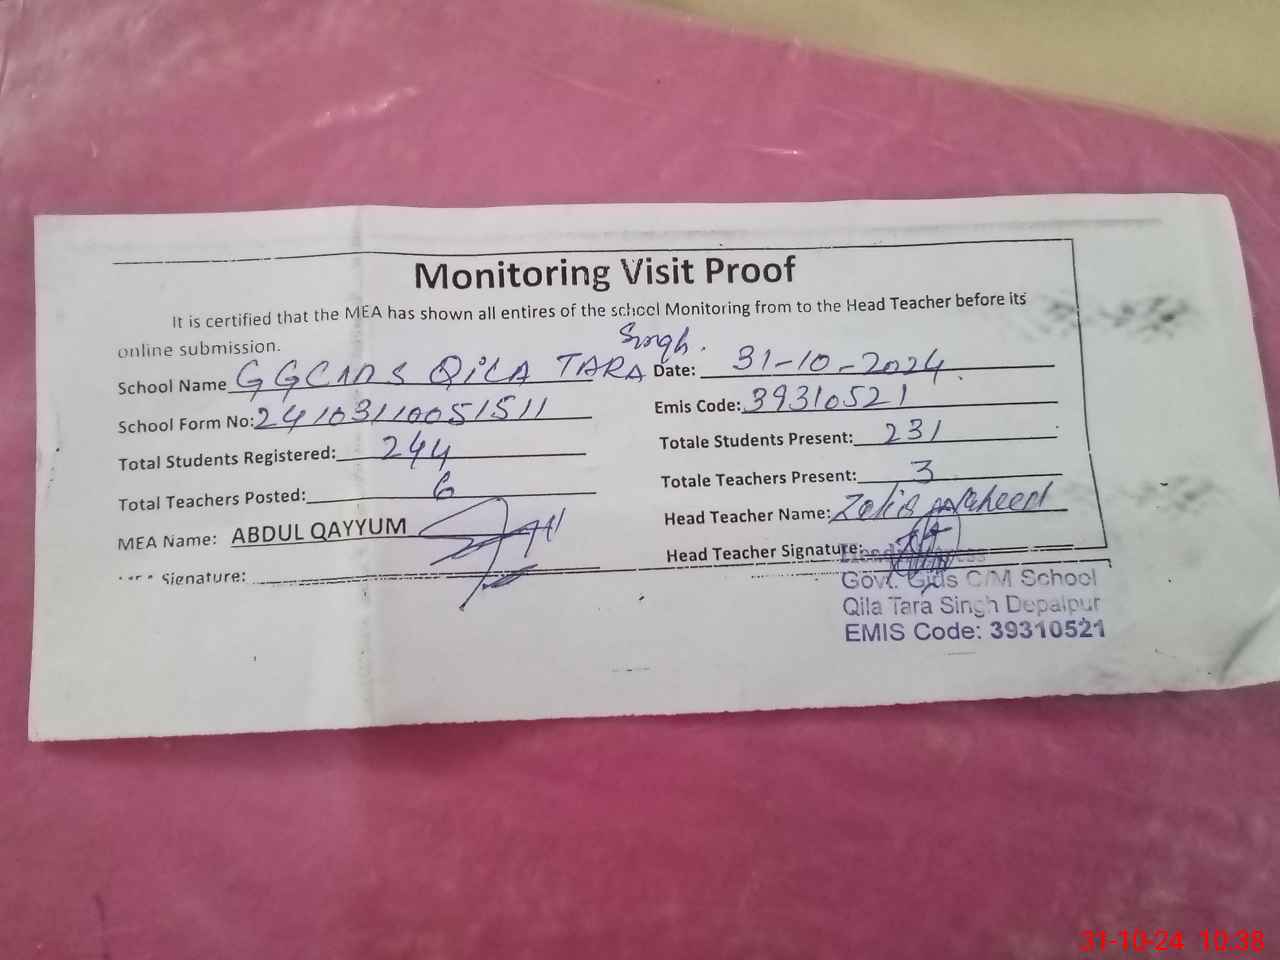 Monitoring Visit Proof
It is certified that the MEA has shown all entires of the school Monitoring from to the Head Teacher before its
online submission.
School Name GGCMS QILA TARA Singh. Date: 31-10-2024
School Form No: 24103110051511 Emis Code: 39310521
Total Students Registered: 244 Totale Students Present: 231
Total Teachers Posted: 6 Totale Teachers Present: 3
MEA Name: ABDUL QAYYUM Head Teacher Name:
Signature: Head Teacher Signature:
Govt. Girls C/M School
Qila Tara Singh Depalpur
EMIS Code: 39310521
31-10-24 10:38